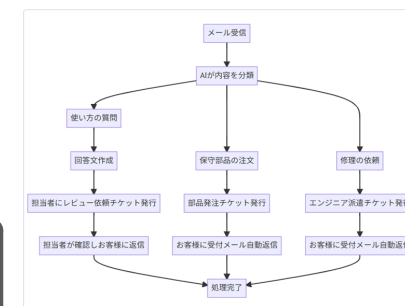 メール受信
AIが内容を分類
使い方の質問
回答文作成
保守部品の注文
修理の依頼
担当者にレビュー依頼チケット発行
部品発注チケット発行
エンジニア派遣チケット発
担当者が確認しお客様に返信
お客様に受付メール自動返信
お客様に受付メール自動返
処理完了